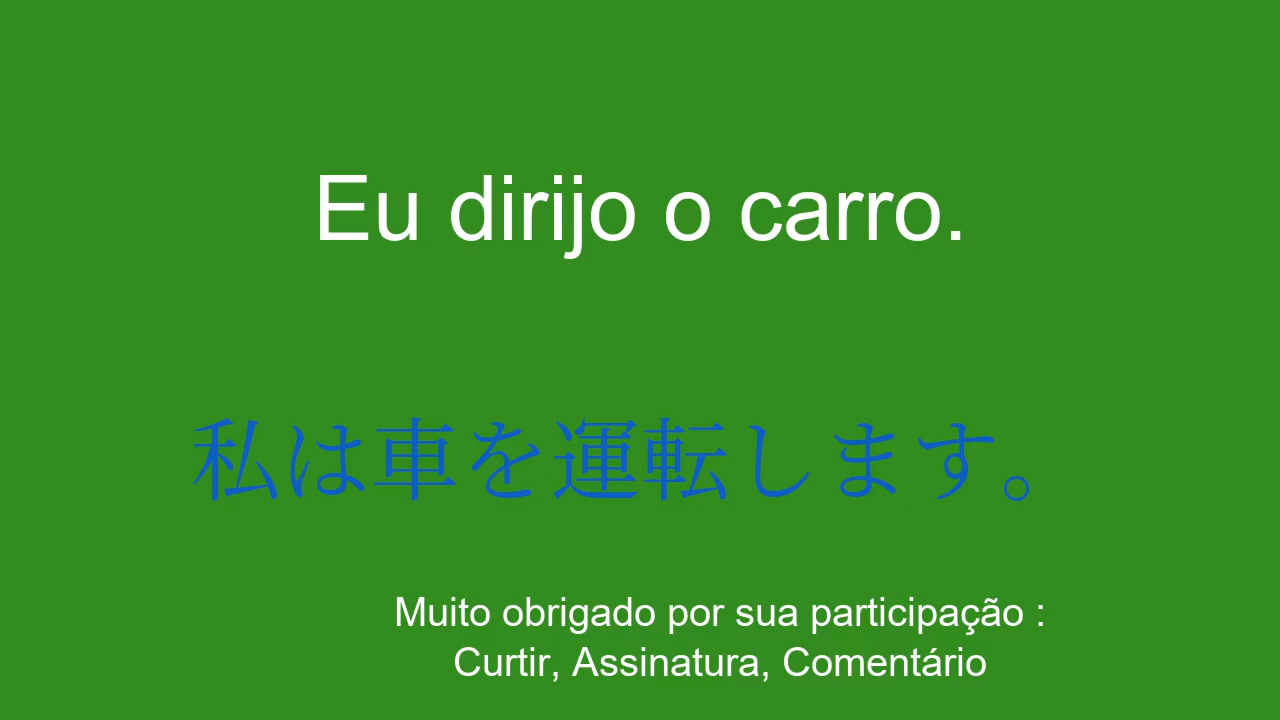 Eu dirijo o carro.
私は車を運転します。
Muito obrigado por sua participação :
Curtir, Assinatura, Comentário